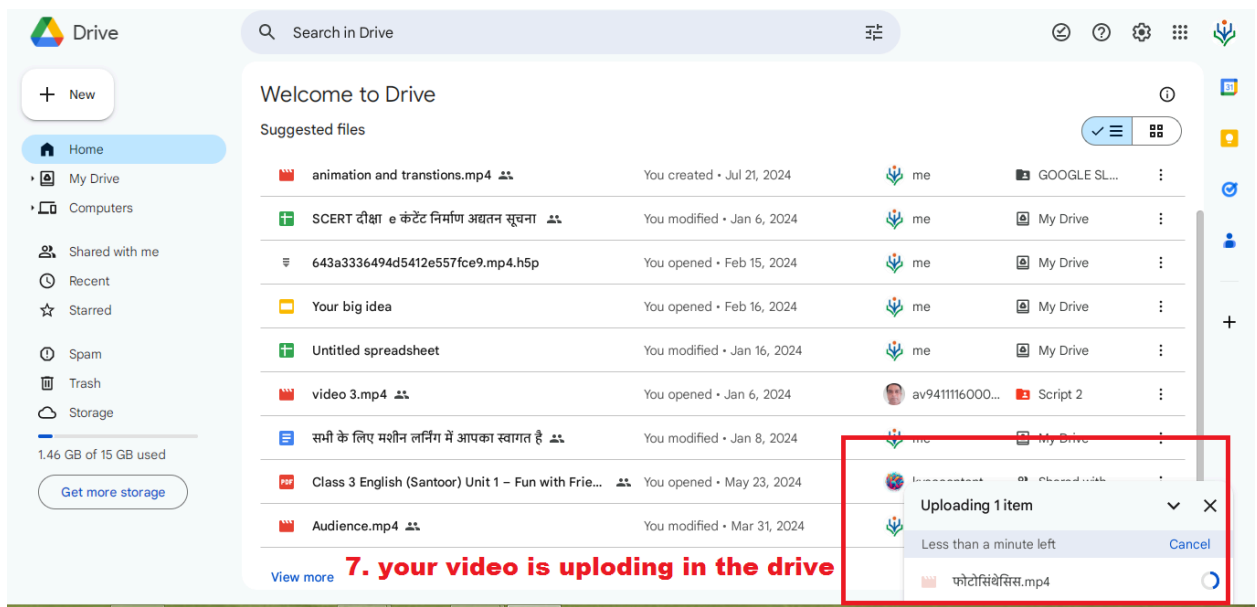 Drive
Search in Drive
New
Welcome to Drive
Suggested files
31
Home
My Drive
Computers
Shared with me
Recent
Starred
Spam
Trash
Storage
1.46 GB of 15 GB used
Get more storage
animation and transtions.mp4 You created • Jul 21, 2024 me GOOGLE SL...
SCERT दीक्षा e कंटेंट निर्माण अद्यतन सूचना You modified • Jan 6, 2024 me My Drive
643a3336494d5412e557fce9.mp4.h5p You opened • Feb 15, 2024 me My Drive
Your big idea You opened • Feb 16, 2024 me My Drive
Untitled spreadsheet You modified • Jan 16, 2024 me My Drive
video 3.mp4 You opened • Jan 6, 2024 av9411116000... Script 2
सभी के लिए मशीन लर्निंग में आपका स्वागत है You modified • Jan 8, 2024 me My Drive
PDF Class 3 English (Santoor) Unit 1 – Fun with Frie... You opened • May 23, 2024 Shared with
Audience.mp4 You modified • Mar 31, 2024
View more
7. your video is uploding in the drive
Uploading 1 item
Less than a minute left Cancel
फोटोसिंथेसिस.mp4